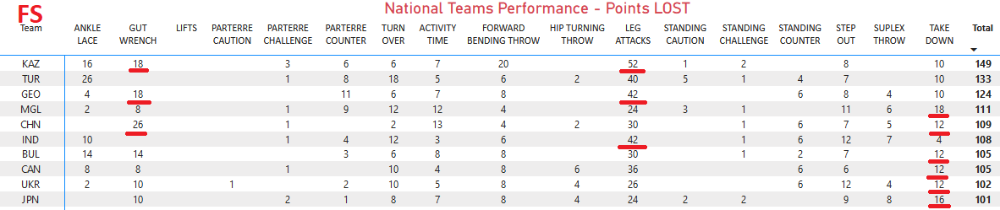 FS
National Teams Performance - Points LOST
Team ANKLE LACE GUT WRENCH LIFTS PARTERRE CAUTION PARTERRE CHALLENGE PARTERRE COUNTER TURN OVER ACTIVITY TIME FORWARD BENDING THROW HIP TURNING THROW LEG ATTACKS STANDING CAUTION STANDING CHALLENGE STANDING COUNTER STEP OUT SUPLEX THROW TAKE DOWN Total
KAZ 16 18 3 6 6 7 20 52 1 2 8 10 149
TUR 26 1 8 18 5 6 2 40 5 1 4 7 10 133
GEO 4 18 11 6 7 8 42 6 8 4 10 124
MGL 2 8 1 9 12 12 4 24 3 1 11 6 18 111
CHN 26 1 2 13 4 2 30 1 6 7 5 12 109
IND 10 1 4 12 3 6 42 1 6 12 7 4 108
BUL 14 14 3 6 8 8 30 1 2 7 12 105
CAN 8 8 1 10 4 8 6 36 6 6 12 105
UKR 2 10 1 2 10 5 8 4 26 6 12 4 12 102
JPN 10 2 1 8 7 8 4 24 2 2 9 8 16 101